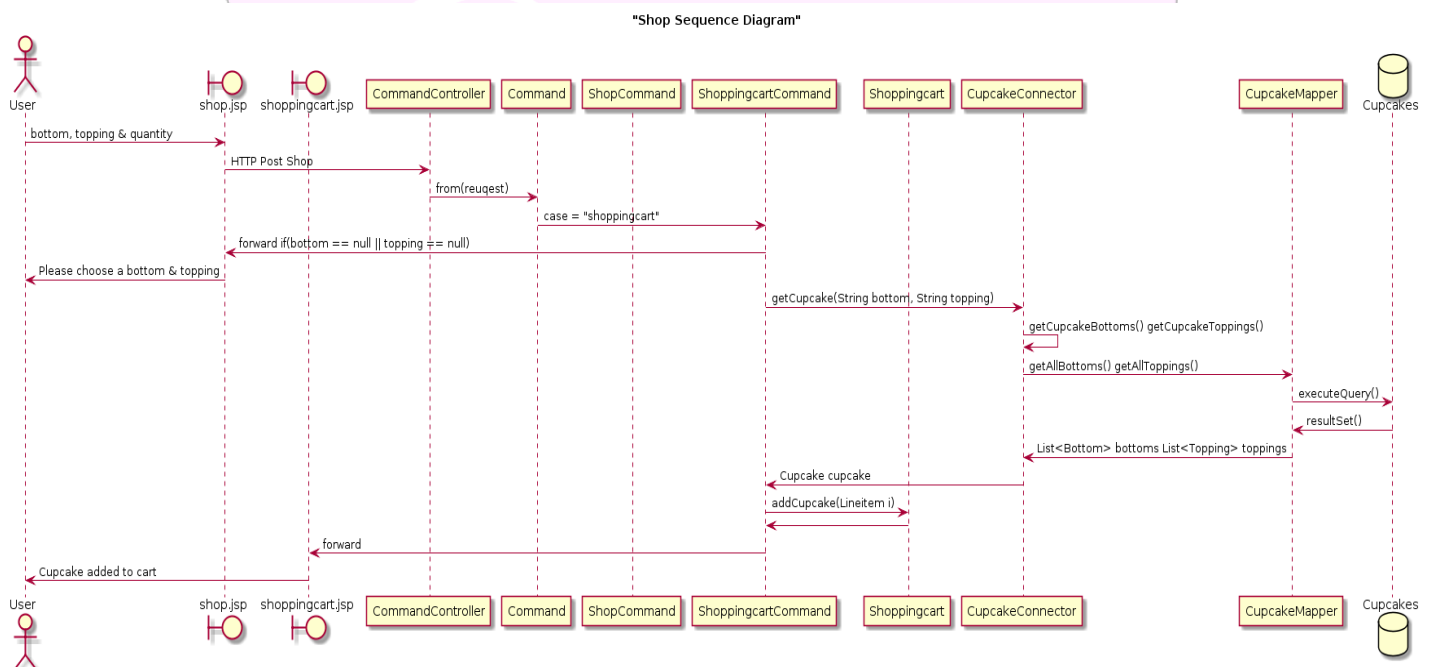 "Shop Sequence Diagram"
User
shop.jsp
shoppingcart.jsp
CommandController
Command
ShopCommand
ShoppingcartCommand
Shoppingcart
CupcakeConnector
CupcakeMapper
Cupcakes
bottom, topping & quantity
HTTP Post Shop
from(reuqest)
case = "shoppingcart"
forward if(bottom == null || topping == null)
Please choose a bottom & topping
getCupcake(String bottom, String topping)
getCupcakeBottoms() getCupcakeToppings()
getAllBottoms() getAllToppings()
executeQuery()
resultSet()
List<Bottom> bottoms List<Topping> toppings
Cupcake cupcake
addCupcake(Lineitem i)
forward
Cupcake added to cart
User
shop.jsp
shoppingcart.jsp
CommandController
Command
ShopCommand
ShoppingcartCommand
Shoppingcart
CupcakeConnector
CupcakeMapper
Cupcakes